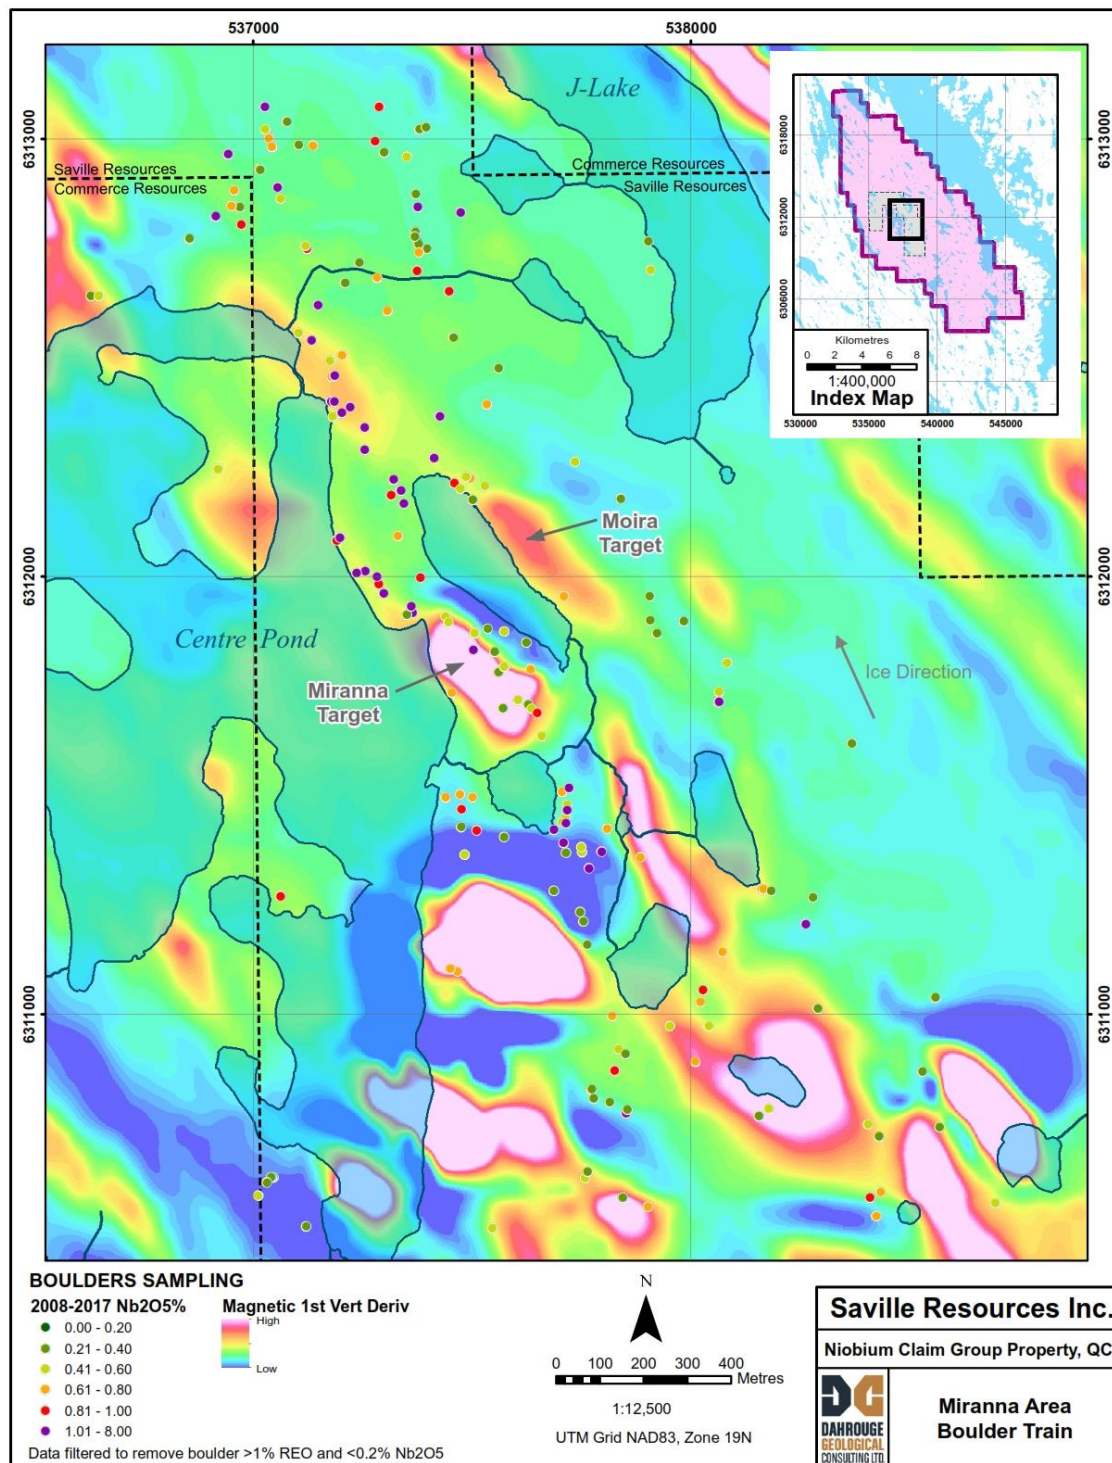 537000
538000
J-Lake
6313000
6313000
Saville Resources
Commerce Resources
Commerce Resources
Saville Resources
6318000
6312000
6306000
Kilometres
0 2 4 6 8
1:400,000
Index Map
530000 535000 540000 545000
Moira
Target
6312000
6312000
Centre Pond
Miranna
Target
Ice Direction
6311000
6311000
BOULDERS SAMPLING
2008-2017 Nb2O5%
0.00 - 0.20
0.21 - 0.40
0.41 - 0.60
0.61 - 0.80
0.81 - 1.00
1.01 - 8.00
Magnetic 1st Vert Deriv
High
Low
Data filtered to remove boulder >1% REO and <0.2% Nb2O5
N
0 100 200 300 400
Metres
1:12,500
UTM Grid NAD83, Zone 19N
Saville Resources Inc.
Niobium Claim Group Property, QC
DAHROUGE
GEOLOGICAL
CONSULTING LTD.
Miranna Area
Boulder Train